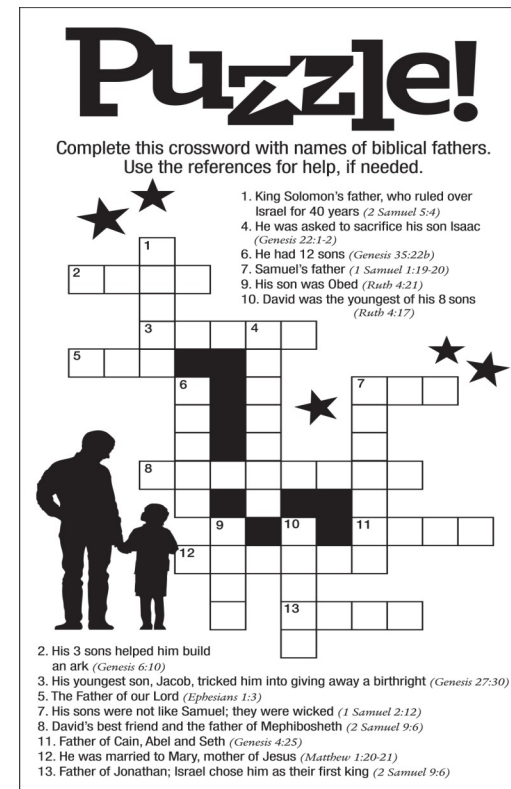 Puzzle!
Complete this crossword with names of biblical fathers.
Use the references for help, if needed.
1. King Solomon's father, who ruled over
Israel for 40 years (2 Samuel 5:4)
4. He was asked to sacrifice his son Isaac
(Genesis 22:1-2)
6. He had 12 sons (Genesis 35:22b)
7. Samuel's father (1 Samuel 1:19-20)
9. His son was Obed (Ruth 4:21)
10. David was the youngest of his 8 sons
(Ruth 4:17)
1
2
3 4
5
6 7
8
9 10 11
12
13
2. His 3 sons helped him build
an ark (Genesis 6:10)
3. His youngest son, Jacob, tricked him into giving away a birthright (Genesis 27:30)
5. The Father of our Lord (Ephesians 1:3)
7. His sons were not like Samuel; they were wicked (1 Samuel 2:12)
8. David's best friend and the father of Mephibosheth (2 Samuel 9:6)
11. Father of Cain, Abel and Seth (Genesis 4:25)
12. He was married to Mary, mother of Jesus (Matthew 1:20-21)
13. Father of Jonathan; Israel chose him as their first king (2 Samuel 9:6)